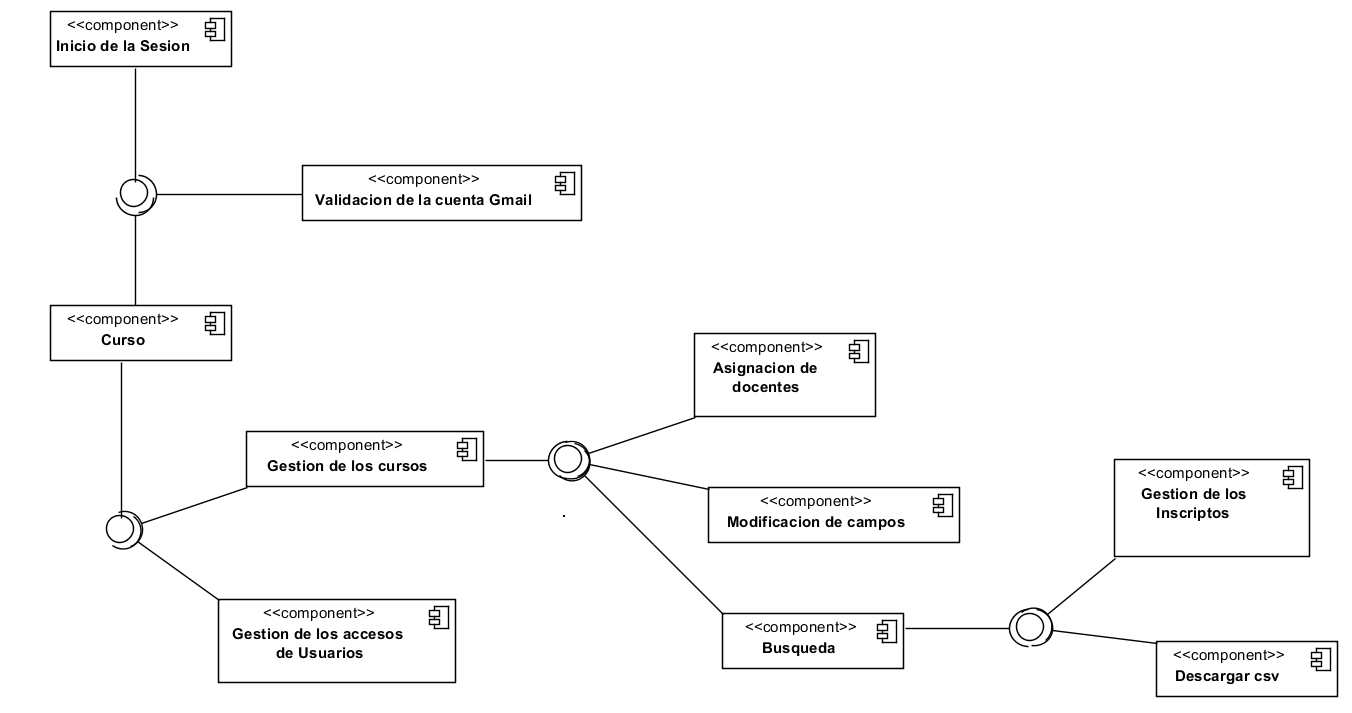 <<component>>
Inicio de la Sesion
<<component>>
Validacion de la cuenta Gmail
<<component>>
Curso
<<component>>
Asignacion de
docentes
<<component>>
Gestion de los cursos
<<component>>
Gestion de los
Inscriptos
<<component>>
Modificacion de campos
<<component>>
Gestion de los accesos
de Usuarios
<<component>>
Busqueda
<<component>>
Descargar csv